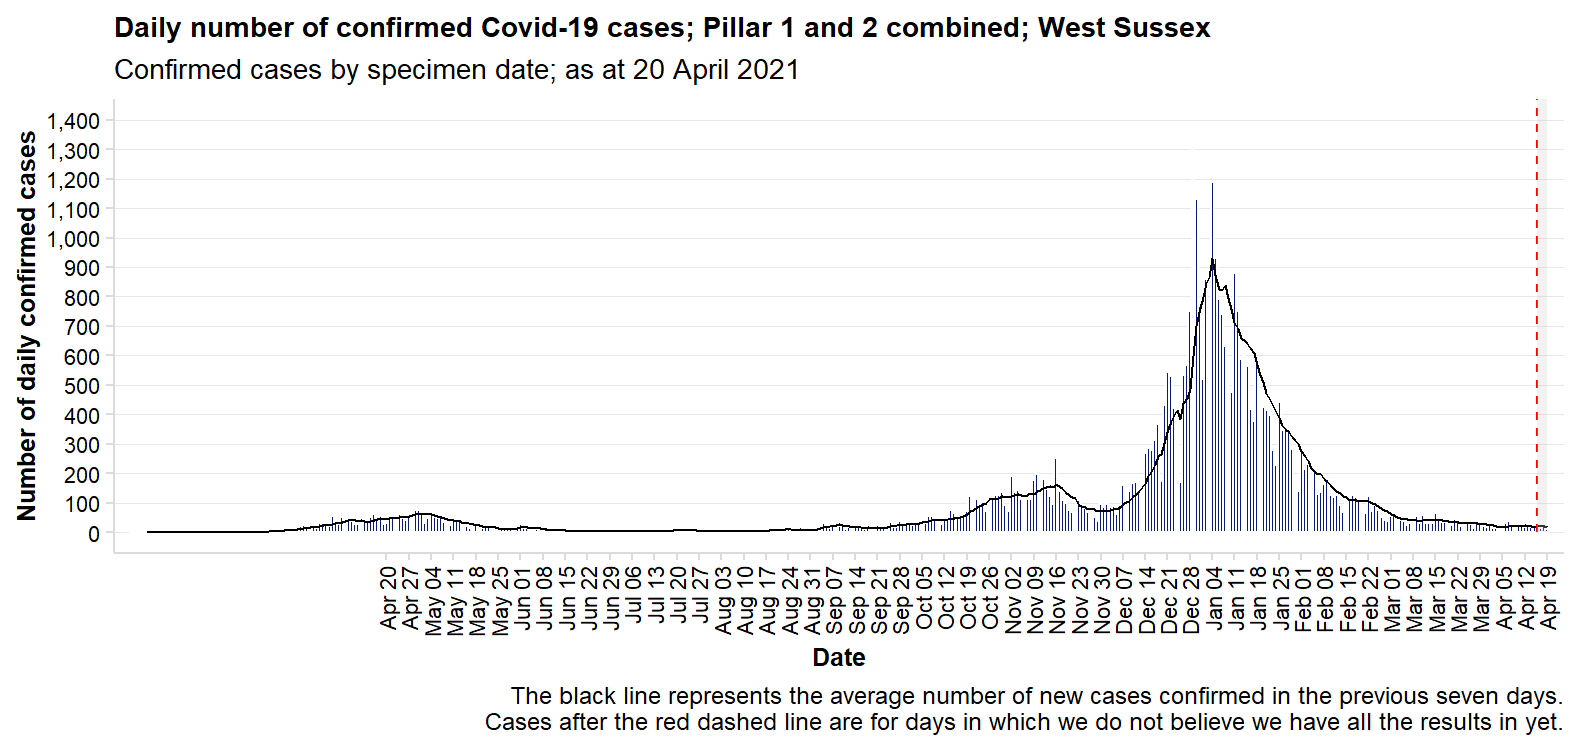 Daily number of confirmed Covid-19 cases; Pillar 1 and 2 combined; West Sussex
Confirmed cases by specimen date; as at 20 April 2021
Number of daily confirmed cases
1,400
1,300
1,200
1,100
1,000
900
800
700
600
500
400
300
200
100
0
Apr 20
Apr 27
May 04
May 11
May 18
May 25
Jun 01
Jun 08
Jun 15
Jun 22
Jun 29
Jul 06
Jul 13
Jul 20
Jul 27
Aug 03
Aug 10
Aug 17
Aug 24
Aug 31
Sep 07
Sep 14
Sep 21
Sep 28
Oct 05
Oct 12
Oct 19
Oct 26
Nov 02
Nov 09
Nov 16
Nov 23
Nov 30
Dec 07
Dec 14
Dec 21
Dec 28
Jan 04
Jan 11
Jan 18
Jan 25
Feb 01
Feb 08
Feb 15
Feb 22
Mar 01
Mar 08
Mar 15
Mar 22
Mar 29
Apr 05
Apr 12
Apr 19
Date
The black line represents the average number of new cases confirmed in the previous seven days.
Cases after the red dashed line are for days in which we do not believe we have all the results in yet.